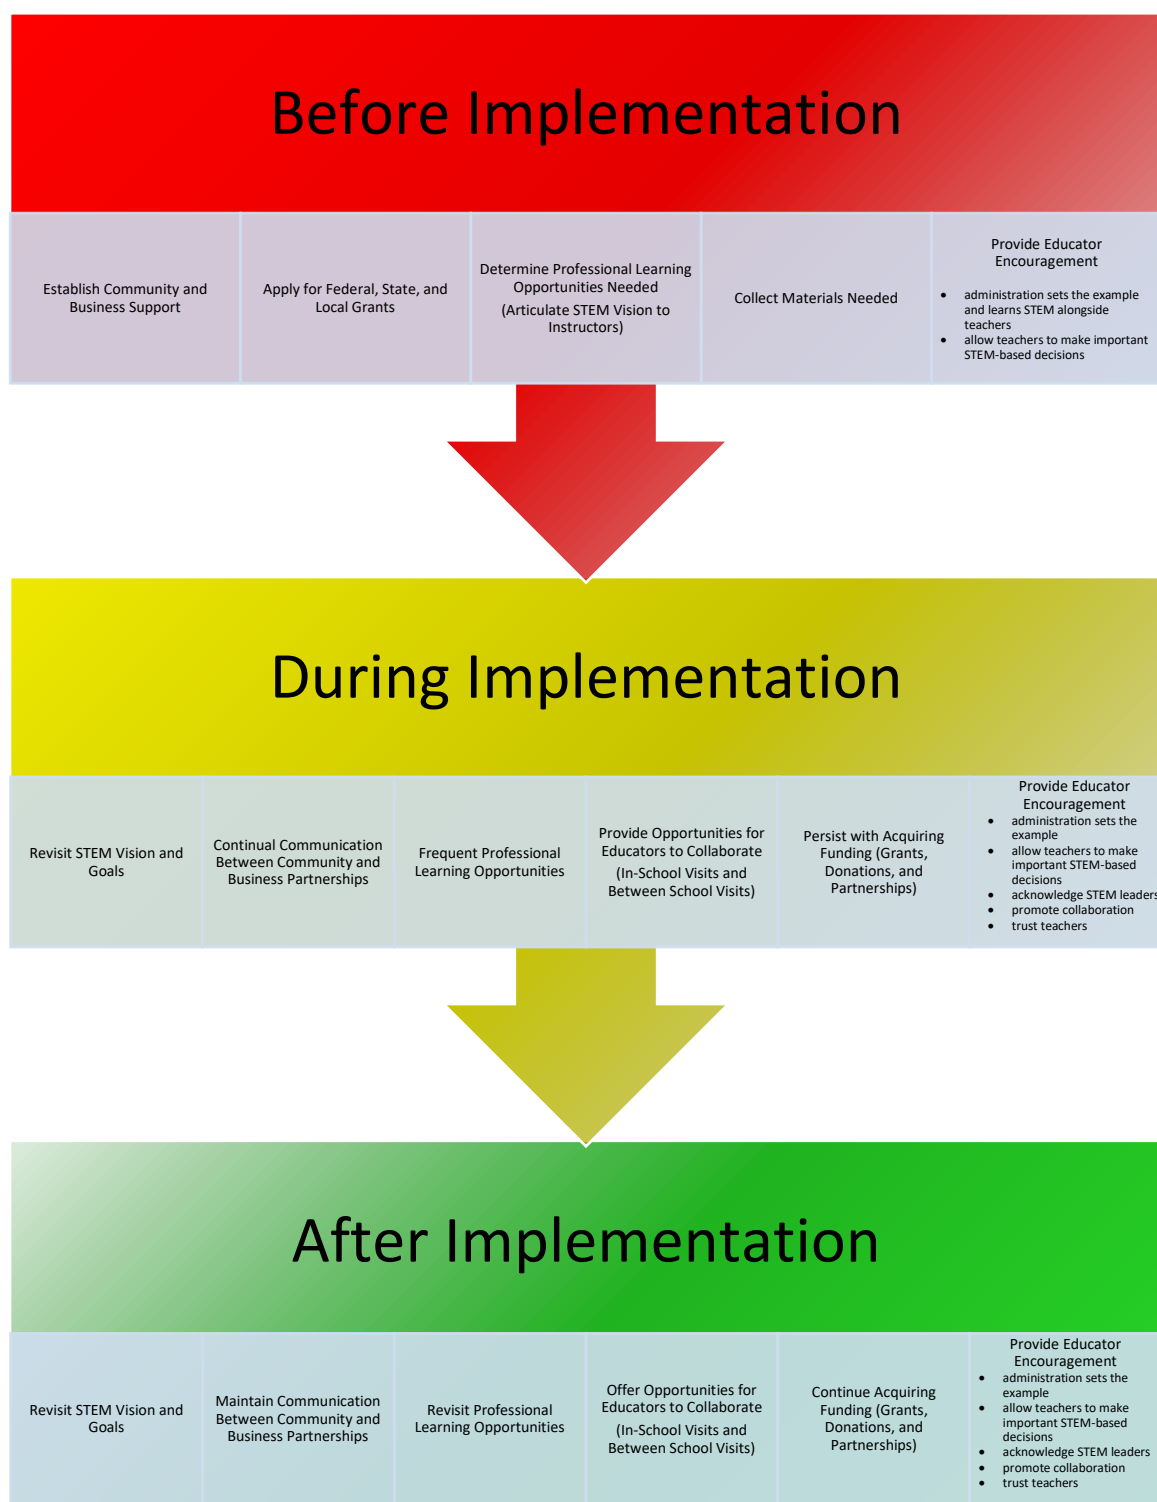 Before Implementation
Establish Community and
Business Support
Apply for Federal, State, and
Local Grants
Determine Professional Learning
Opportunities Needed
(Articulate STEM Vision to
Instructors)
Collect Materials Needed
Provide Educator
Encouragement
• administration sets the example
and learns STEM alongside
teachers
• allow teachers to make important
STEM-based decisions
During Implementation
Revisit STEM Vision and
Goals
Continual Communication
Between Community and
Business Partnerships
Frequent Professional
Learning Opportunities
Provide Opportunities for
Educators to Collaborate
(In-School Visits and
Between School Visits)
Persist with Acquiring
Funding (Grants,
Donations, and
Partnerships)
Provide Educator
Encouragement
• administration sets the
example
• allow teachers to make
important STEM-based
decisions
• acknowledge STEM leaders
• promote collaboration
• trust teachers
After Implementation
Revisit STEM Vision and
Goals
Maintain Communication
Between Community and
Business Partnerships
Revisit Professional
Learning Opportunities
Offer Opportunities for
Educators to Collaborate
(In-School Visits and
Between School Visits)
Continue Acquiring
Funding (Grants,
Donations, and
Partnerships)
Provide Educator
Encouragement
• administration sets the
example
• allow teachers to make
important STEM-based
decisions
• acknowledge STEM leaders
• promote collaboration
• trust teachers